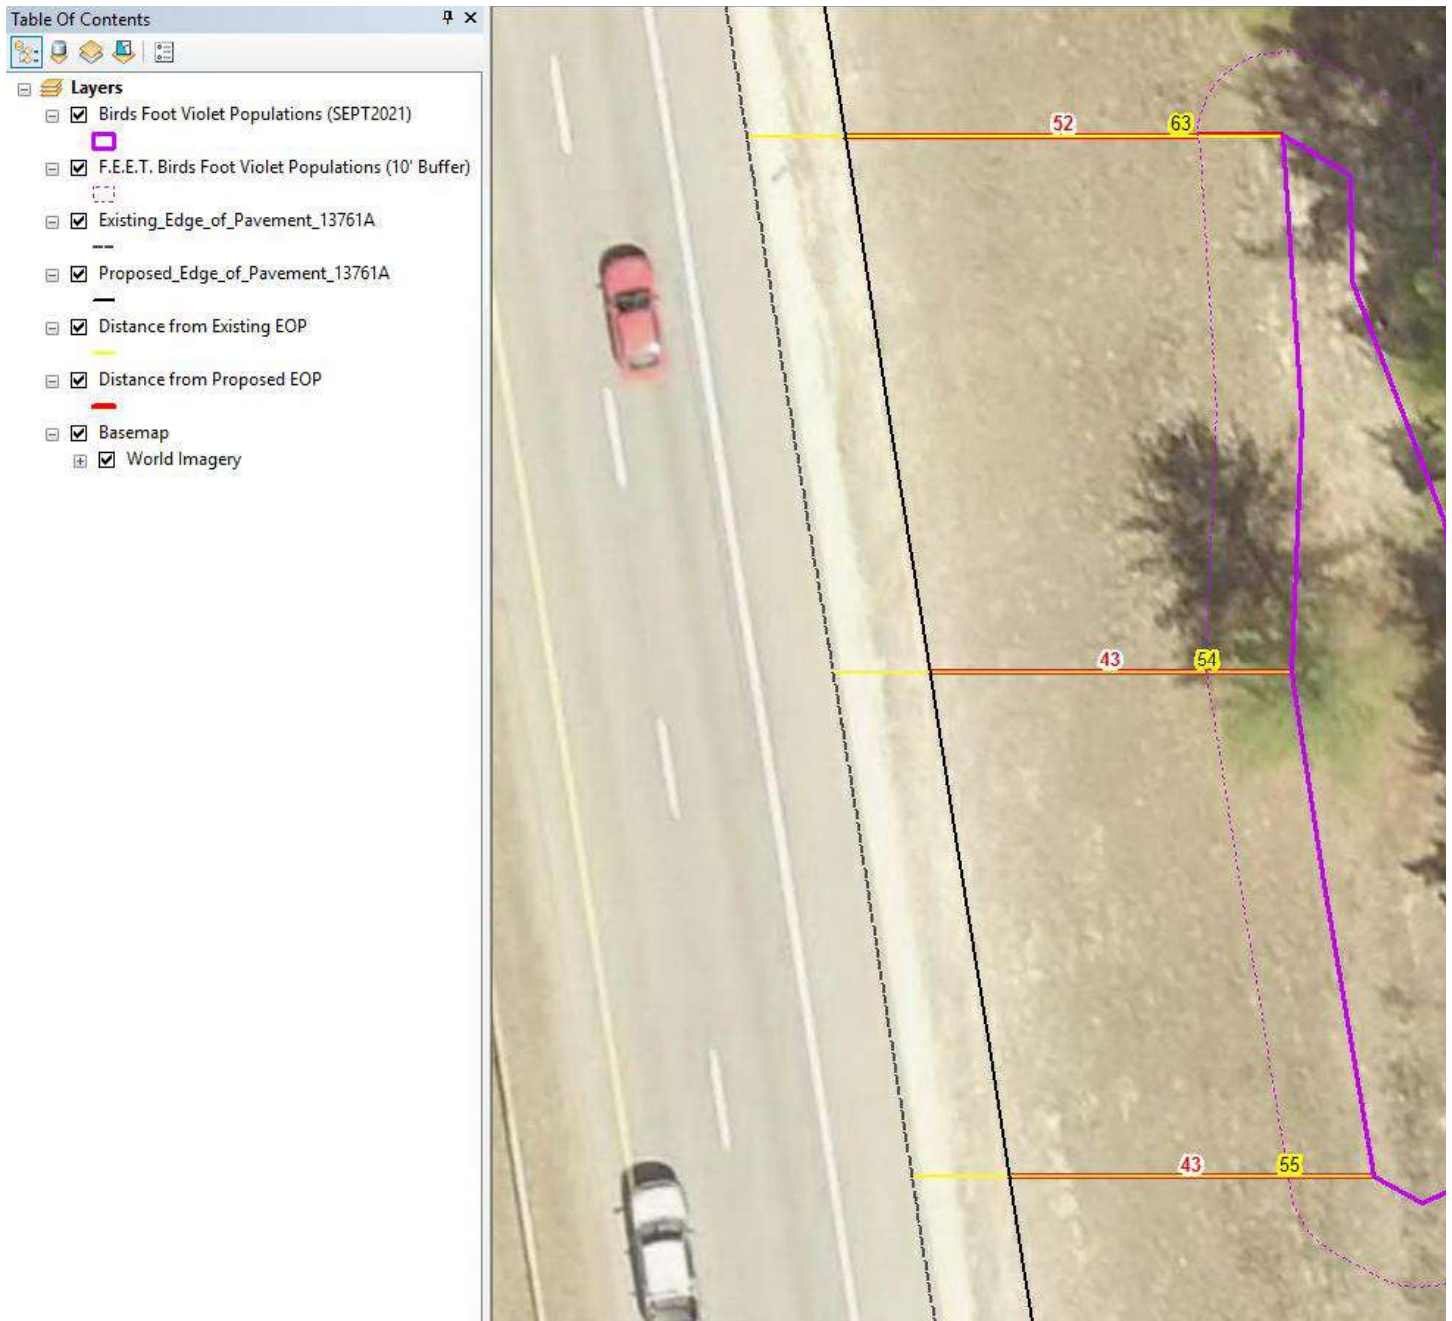 Table Of Contents
Layers
Birds Foot Violet Populations (SEPT2021)
F.E.E.T. Birds Foot Violet Populations (10' Buffer)
Existing_Edge_of_Pavement_13761A
Proposed_Edge_of_Pavement_13761A
Distance from Existing EOP
Distance from Proposed EOP
Basemap
World Imagery
52 63
43 54
43 55